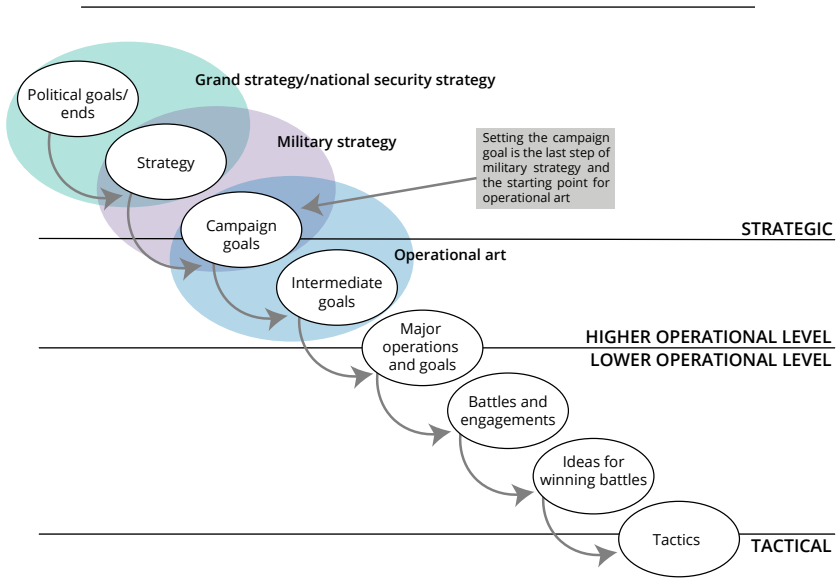 Grand strategy/national security strategy
Political goals/
ends
Military strategy
Strategy
Setting the campaign
goal is the last step of
military strategy and
the starting point for
operational art
Campaign
goals
STRATEGIC
Operational art
Intermediate
goals
Major
operations
and goals
HIGHER OPERATIONAL LEVEL
LOWER OPERATIONAL LEVEL
Battles and
engagements
Ideas for
winning battles
Tactics
TACTICAL